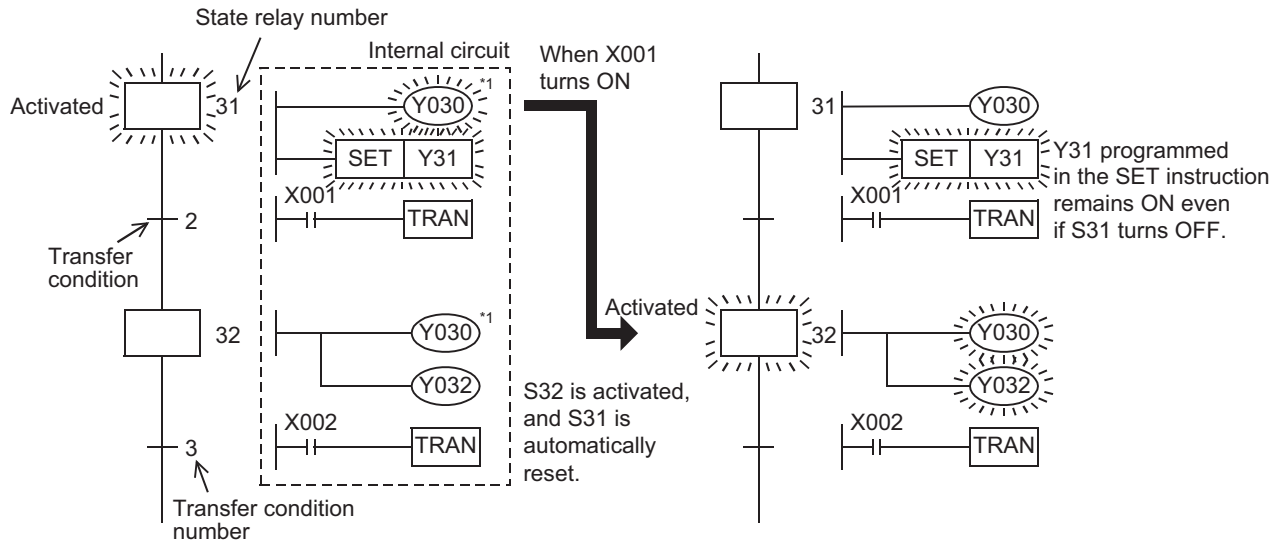 State relay number
Internal circuit
When X001
turns ON
Activated
31
Y030
*1
SET
Y31
X001
TRAN
2
Transfer
condition
32
Y030
*1
Y032
X002
TRAN
3
Transfer condition
number
S32 is activated,
and S31 is
automatically
reset.
31
Y030
SET
Y31
Y31 programmed
in the SET instruction
remains ON even
if S31 turns OFF.
X001
TRAN
Activated
32
Y030
Y032
X002
TRAN